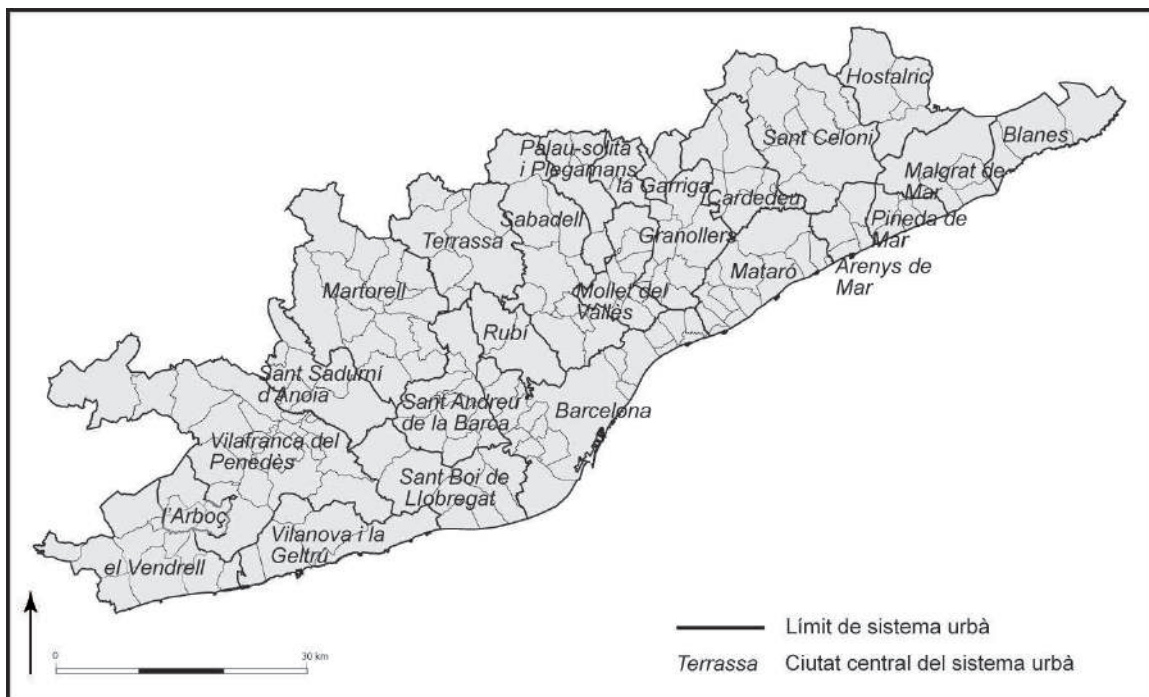 Hostalric
Blanes
Sant Celoni
Palau-solità
i Plegamans
la Garriga
Malgrat de
Mar
Cardedeu
Sabadell
Pineda de
Mar
Terrassa
Granollers
Mataró
Arenys de
Mar
Martorell
Mollet del
Vallès
Rubí
Sant Sadurní
d'Anoia
Sant Andreu
de la Barca
Barcelona
Vilafranca del
Penedès
Sant Boi de
Llobregat
l'Arboç
Vilanova i la
Geltrú
el Vendrell
0
30 km
Límit de sistema urbà
Terrassa Ciutat central del sistema urbà